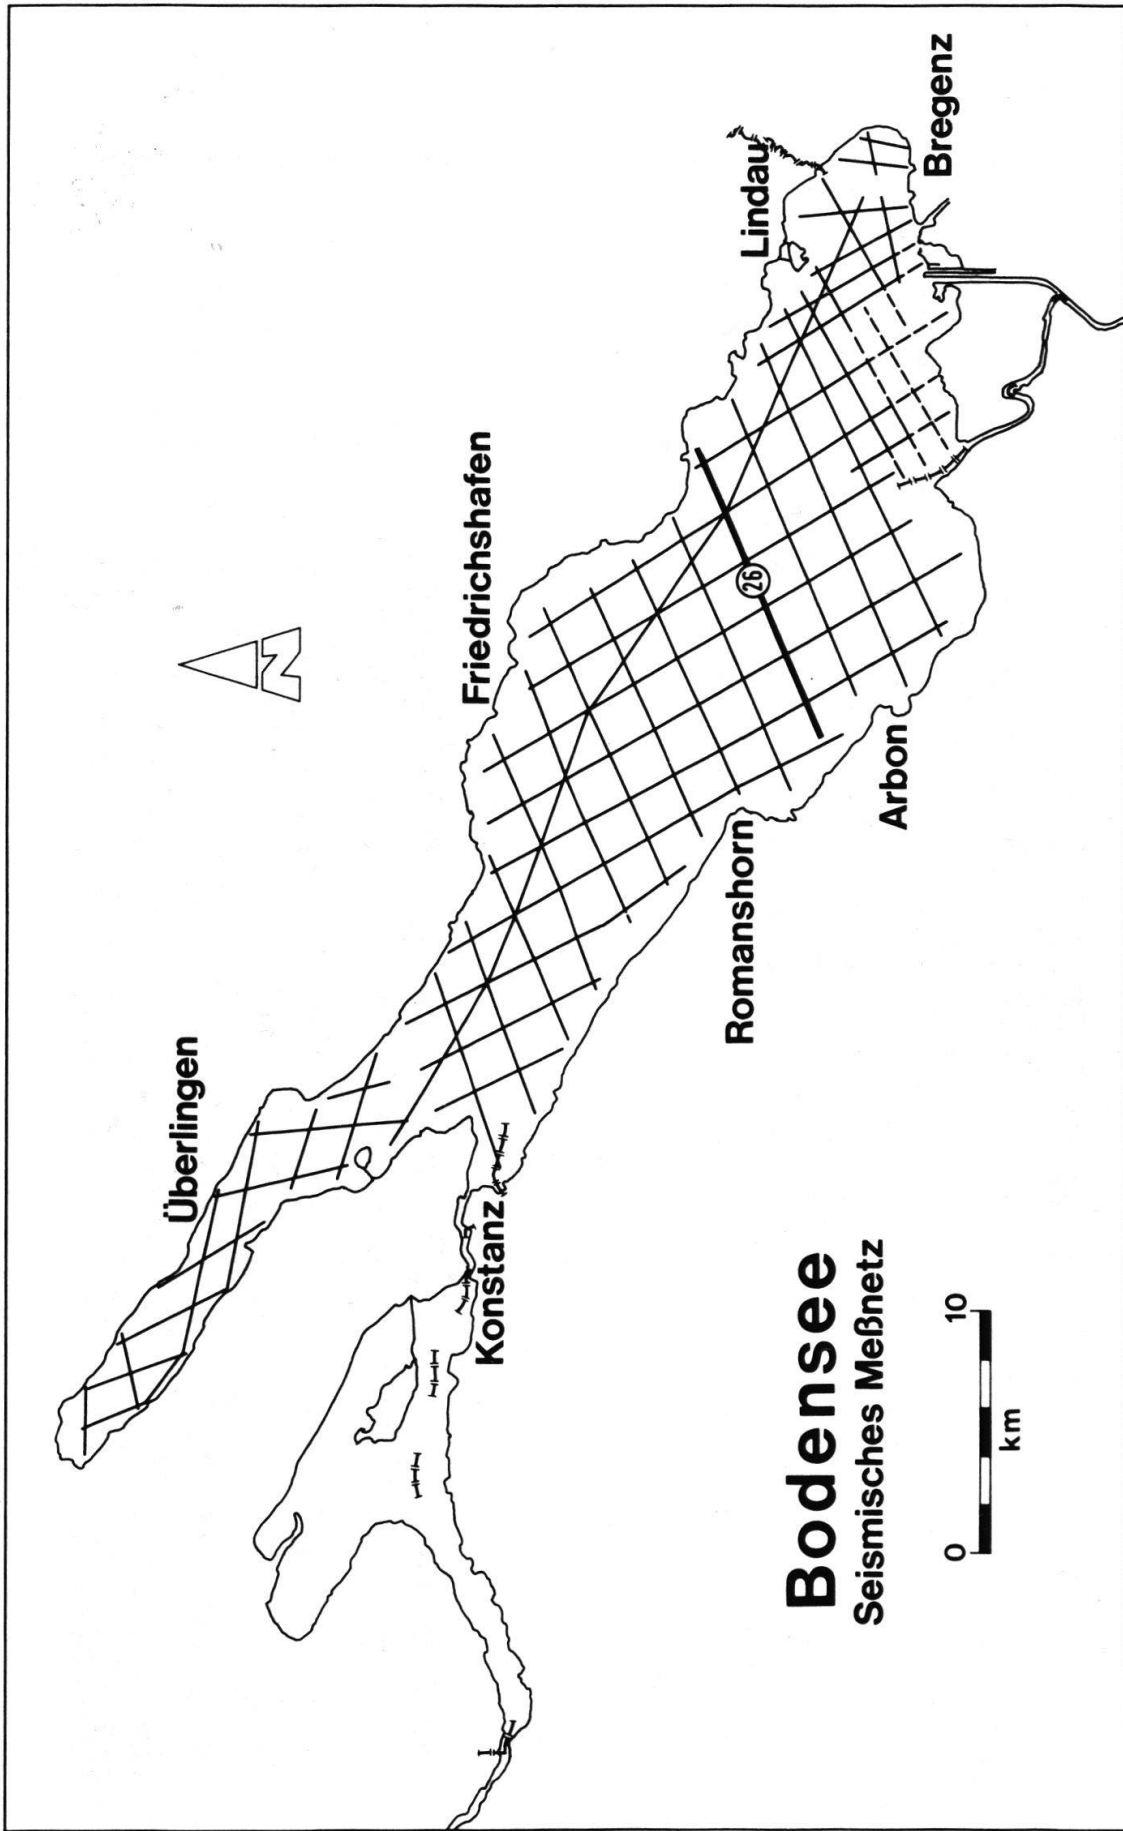 Überlingen
N
Friedrichshafen
Lindau
Bregenz
Konstanz
26
Romanshorn
Arbon
Bodensee
Seismisches Meßnetz
0 10
km